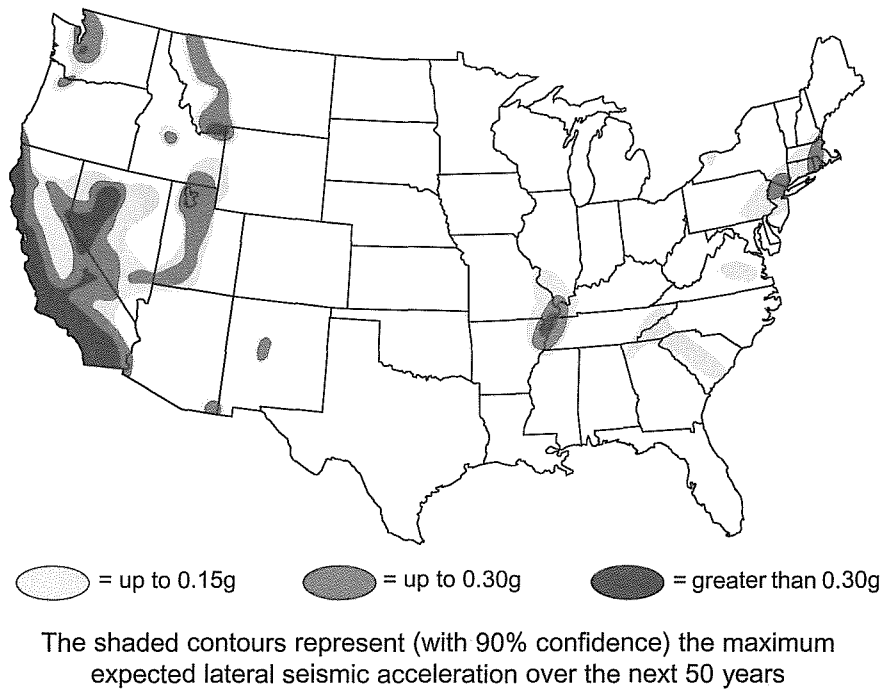 = up to 0.15g = up to 0.30g = greater than 0.30g
The shaded contours represent (with 90% confidence) the maximum
expected lateral seismic acceleration over the next 50 years